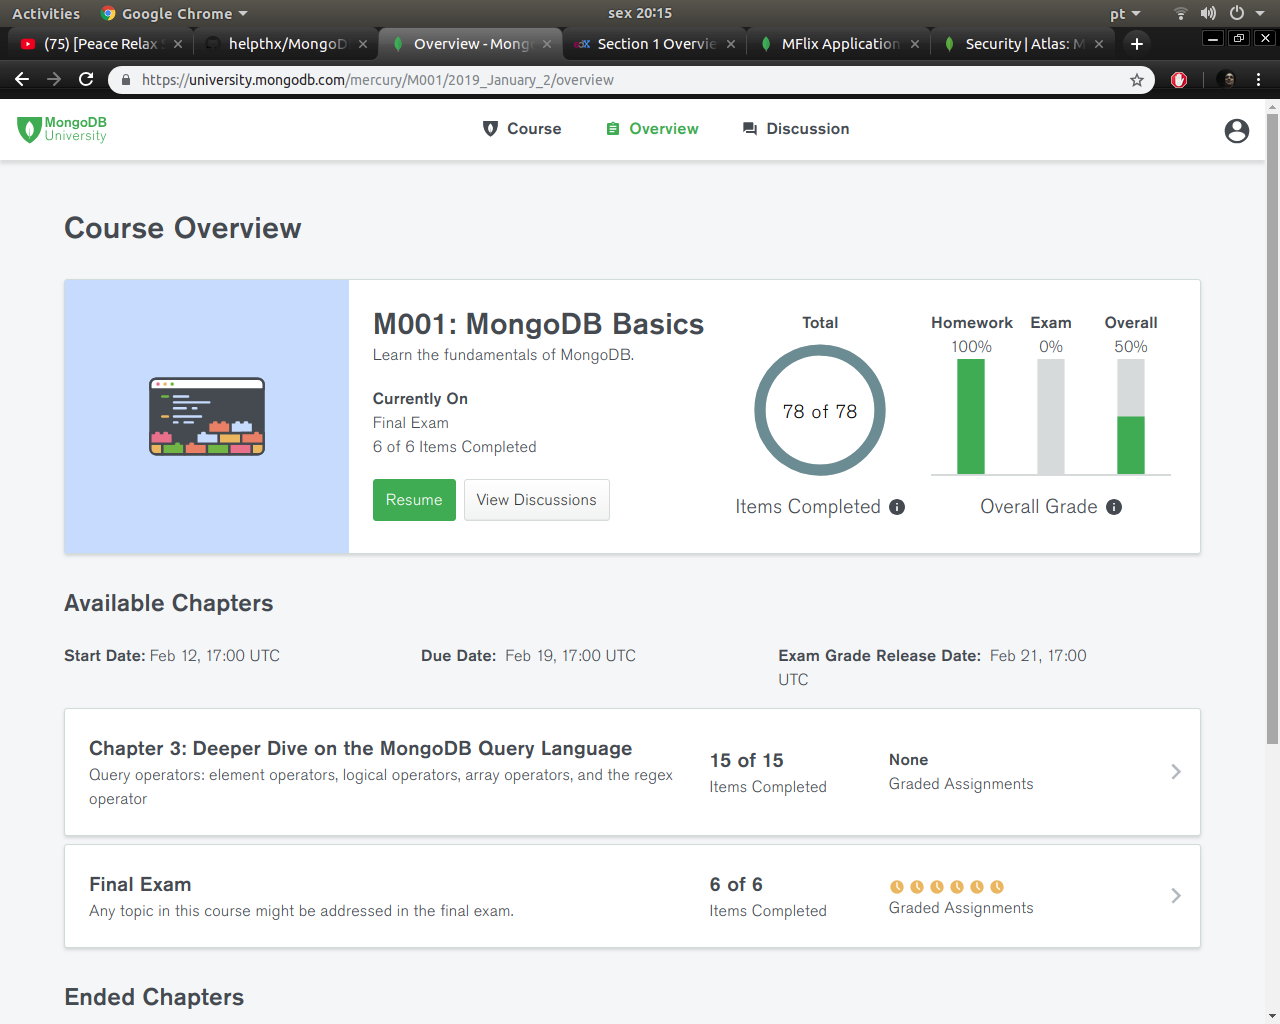 Activities Google Chrome sex 20:15 pt
(75) [Peace Relax helpthx/MongoD Overview - Mong Section 1 Overvie MFlix Application Security | Atlas: M
https://university.mongodb.com/mercury/M001/2019_January_2/overview
MongoDB
University
Course Overview Discussion
Course Overview
M001: MongoDB Basics
Learn the fundamentals of MongoDB.
Currently On
Final Exam
6 of 6 Items Completed
Resume View Discussions
Total
78 of 78
Items Completed
Homework Exam Overall
100% 0% 50%
Overall Grade
Available Chapters
Start Date: Feb 12, 17:00 UTC
Due Date: Feb 19, 17:00 UTC
Exam Grade Release Date: Feb 21, 17:00
UTC
Chapter 3: Deeper Dive on the MongoDB Query Language
Query operators: element operators, logical operators, array operators, and the regex
operator
15 of 15
Items Completed
None
Graded Assignments
Final Exam
Any topic in this course might be addressed in the final exam.
6 of 6
Items Completed
Graded Assignments
Ended Chapters